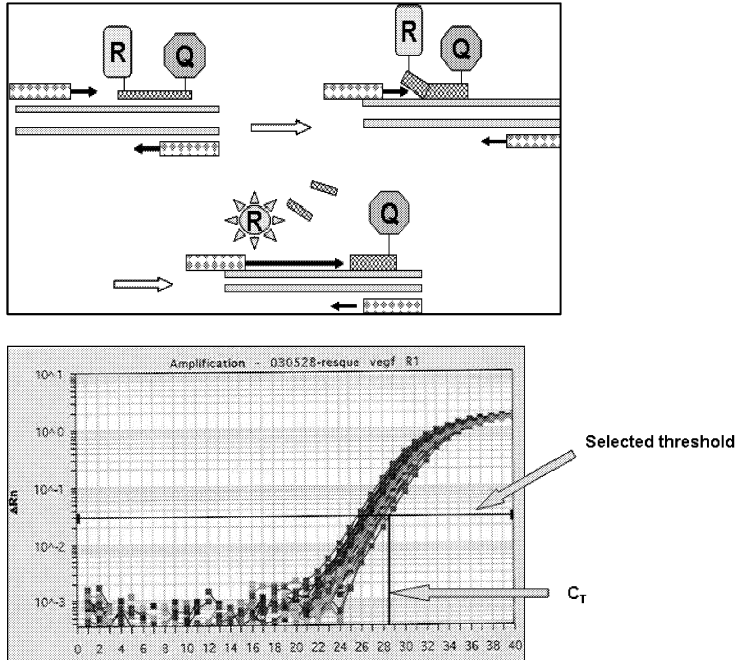 R Q
R Q
R Q
Amplification - 030528-resque vegf R1
10^1
10^0
10^-1
10^-2
10^-3
ΔRn
Selected threshold
C_T
0 2 4 6 8 10 12 14 16 18 20 22 24 26 28 30 32 34 36 38 40